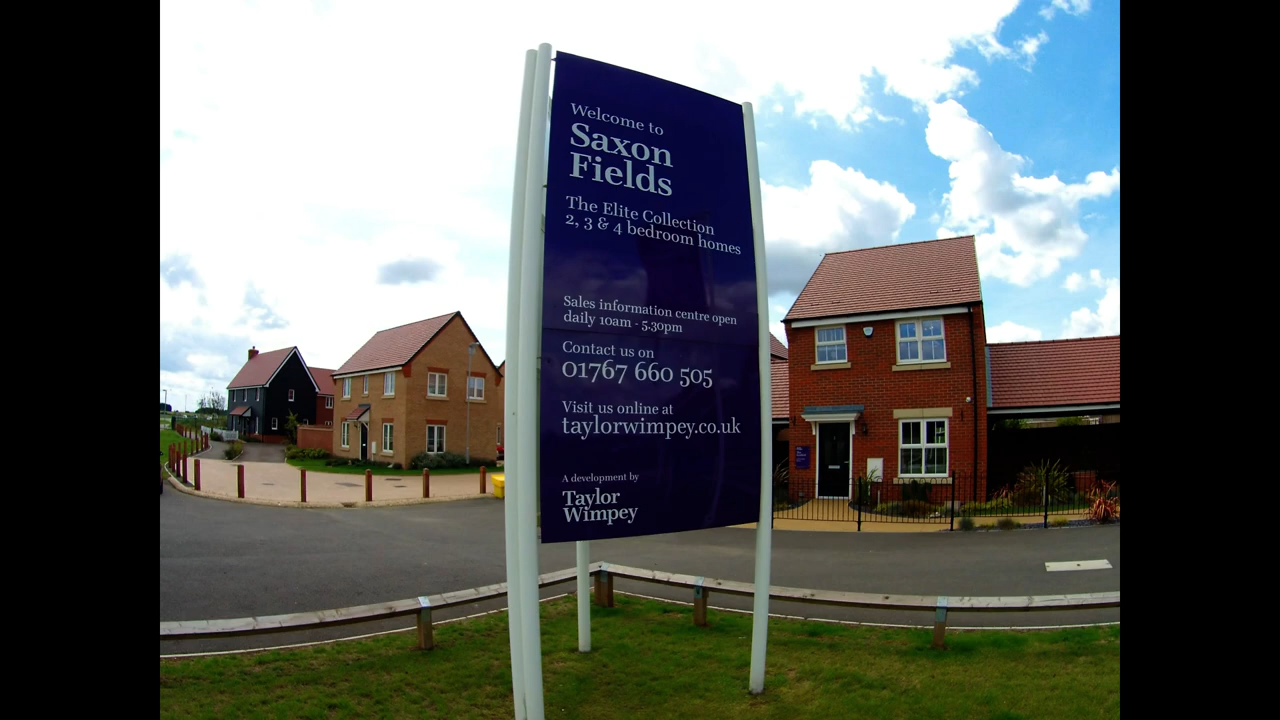 Welcome to
Saxon
Fields
The Elite Collection
2, 3 & 4 bedroom homes
Sales information centre open
daily 10am - 5.30pm
Contact us on
01767 660 505
Visit us online at
taylorwimpey.co.uk
A development by
Taylor
Wimpey